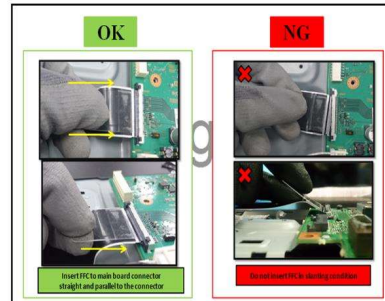 OK
NG
Insert FFC to main board connector
straight and parallel to the connector
Do not insert FFC in slanting condition